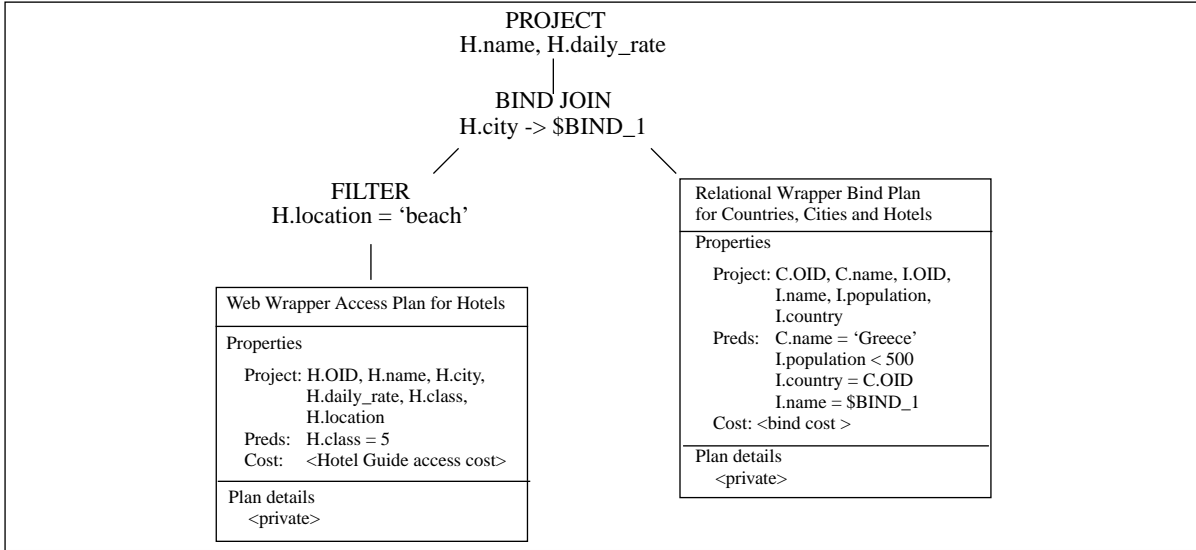 PROJECT
H.name, H.daily_rate
BIND JOIN
H.city -> $BIND_1
FILTER
H.location = ‘beach’
Web Wrapper Access Plan for Hotels
Properties
Project: H.OID, H.name, H.city,
H.daily_rate, H.class,
H.location
Preds: H.class = 5
Cost: <Hotel Guide access cost>
Plan details
<private>
Relational Wrapper Bind Plan
for Countries, Cities and Hotels
Properties
Project: C.OID, C.name, I.OID,
I.name, I.population,
I.country
Preds: C.name = ‘Greece’
I.population < 500
I.country = C.OID
I.name = $BIND_1
Cost: <bind cost >
Plan details
<private>